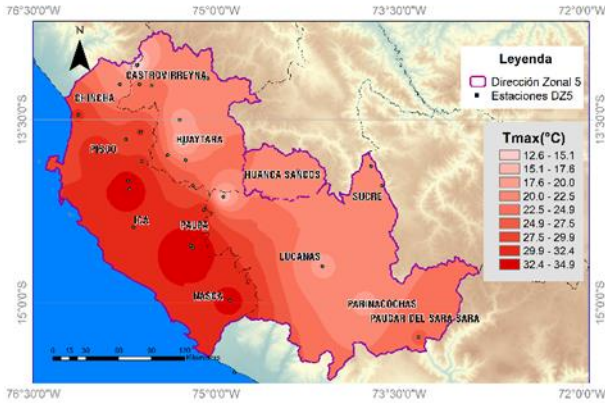 76°30'0"W 75°0'0"W 73°30'0"W 72°0'0"W
N
Leyenda
Dirección Zonal 5
Estaciones DZ5
CASTROVIRREYNA
CHINCHA
13°30'0"S
13°30'0"S
Tmax(°C)
12.6 - 15.1
15.1 - 17.6
17.6 - 20.0
20.0 - 22.5
22.5 - 24.9
24.9 - 27.5
27.5 - 29.9
29.9 - 32.4
32.4 - 34.9
HUAYTARA
PISCO
HUANCA SANCOS
SUCRE
ICA
PALPA
LUCANAS
NASCA
PARINACOCHAS
PAUCAR DEL SARA SARA
15°0'0"S
15°0'0"S
76°30'0"W 75°0'0"W 73°30'0"W 72°0'0"W